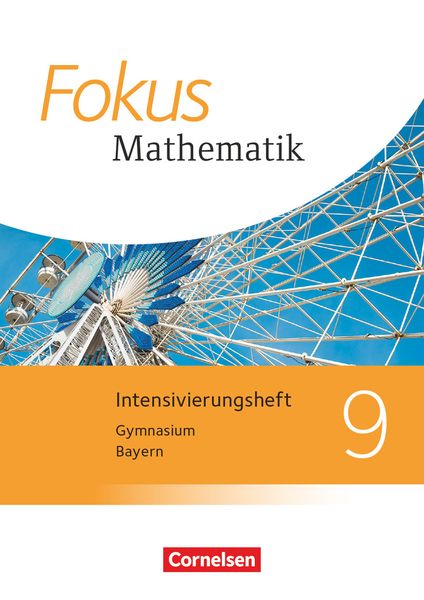 Fokus
Mathematik
Intensivierungsheft
9
Gymnasium
Bayern
Cornelsen